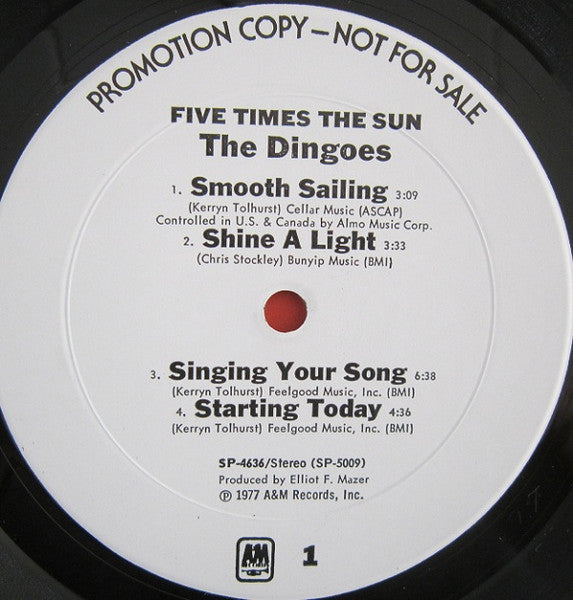 PROMOTION COPY—NOT FOR SALE
FIVE TIMES THE SUN
The Dingoes
1. Smooth Sailing 3:09
(Kerryn Tolhurst) Cellar Music (ASCAP)
Controlled in U.S. & Canada by Almo Music Corp.
2. Shine A Light 3:33
(Chris Stockley) Bunyip Music (BMI)
3. Singing Your Song 6:38
(Kerryn Tolhurst) Feelgood Music, Inc. (BMI)
4. Starting Today 4:36
(Kerryn Tolhurst) Feelgood Music, Inc. (BMI)
SP-4636/Stereo (SP-5009)
Produced by Elliot F. Mazer
℗ 1977 A&M Records, Inc.
A&M 1